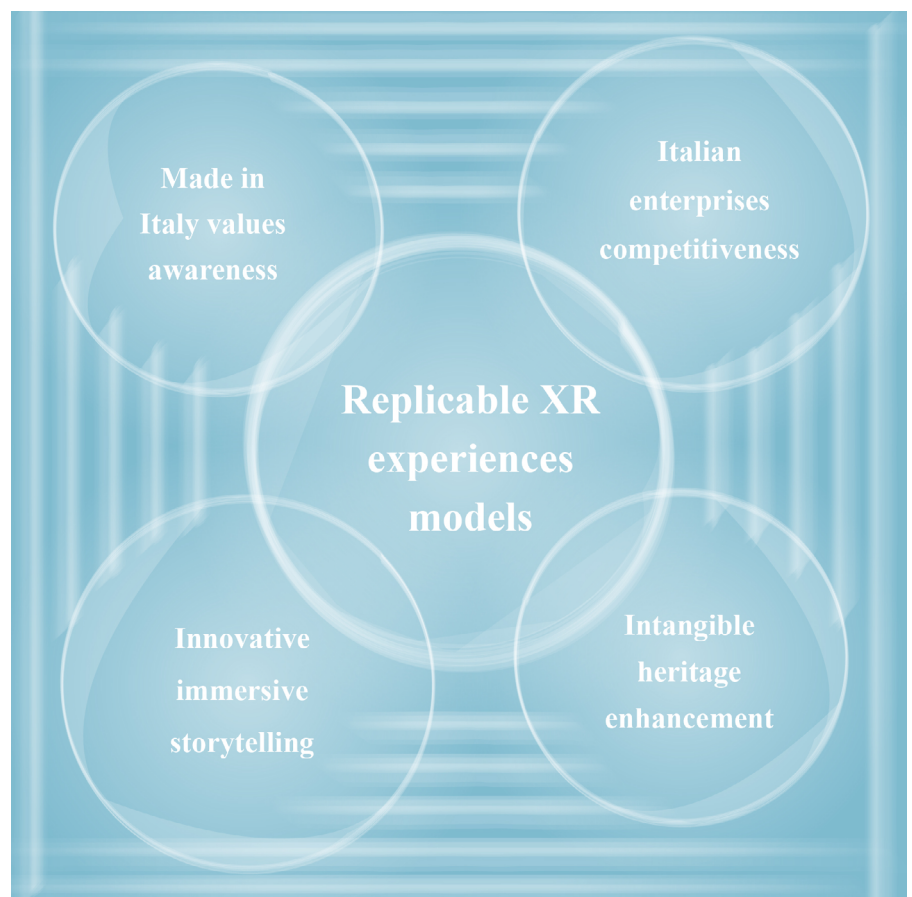 Made in
Italy values
awareness
Italian
enterprises
competitiveness
Replicable XR
experiences
models
Innovative
immersive
storytelling
Intangible
heritage
enhancement